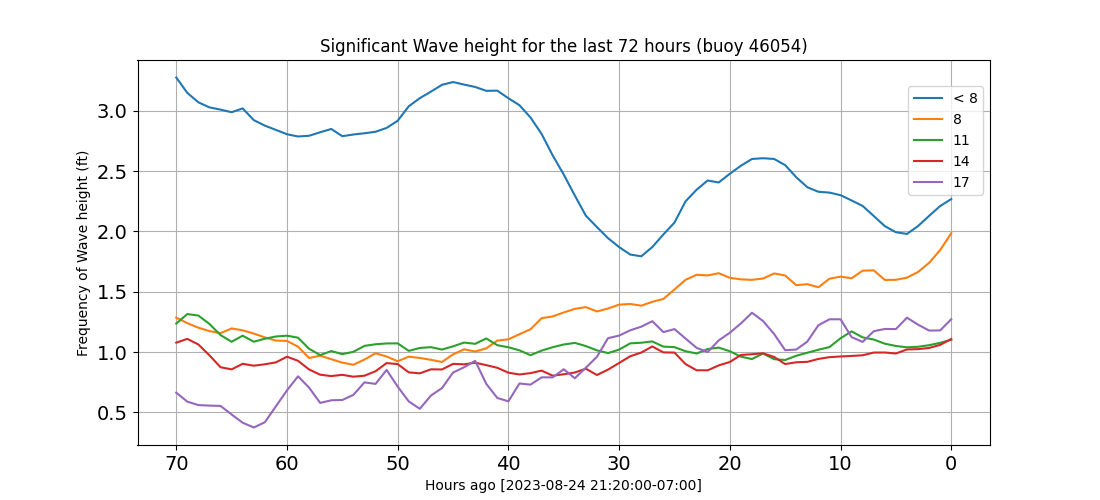 Significant Wave height for the last 72 hours (buoy 46054)
Frequency of Wave height (ft)
3.0
2.5
2.0
1.5
1.0
0.5
< 8
8
11
14
17
70 60 50 40 30 20 10 0
Hours ago [2023-08-24 21:20:00-07:00]